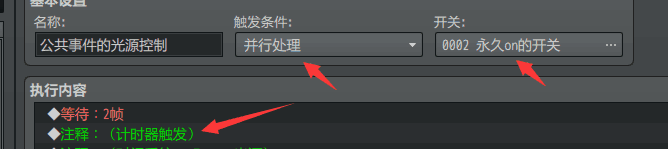 基本设置
名称: 触发条件: 开关:
公共事件的光源控制 并行处理 0002 永久on的开关 ...
执行内容
◆等待：2帧
◆注释：（计时器触发）